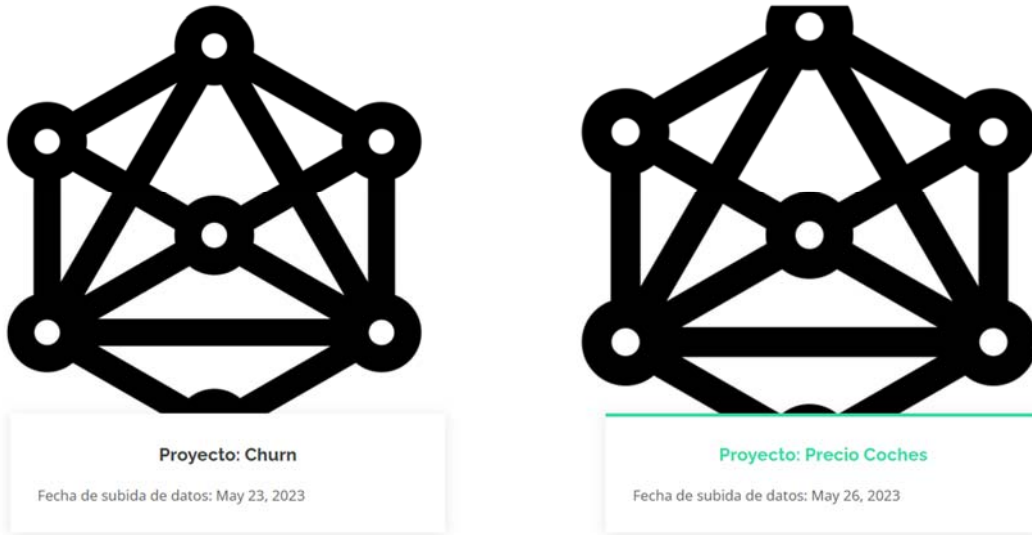 Proyecto: Churn
Fecha de subida de datos: May 23, 2023
Proyecto: Precio Coches
Fecha de subida de datos: May 26, 2023